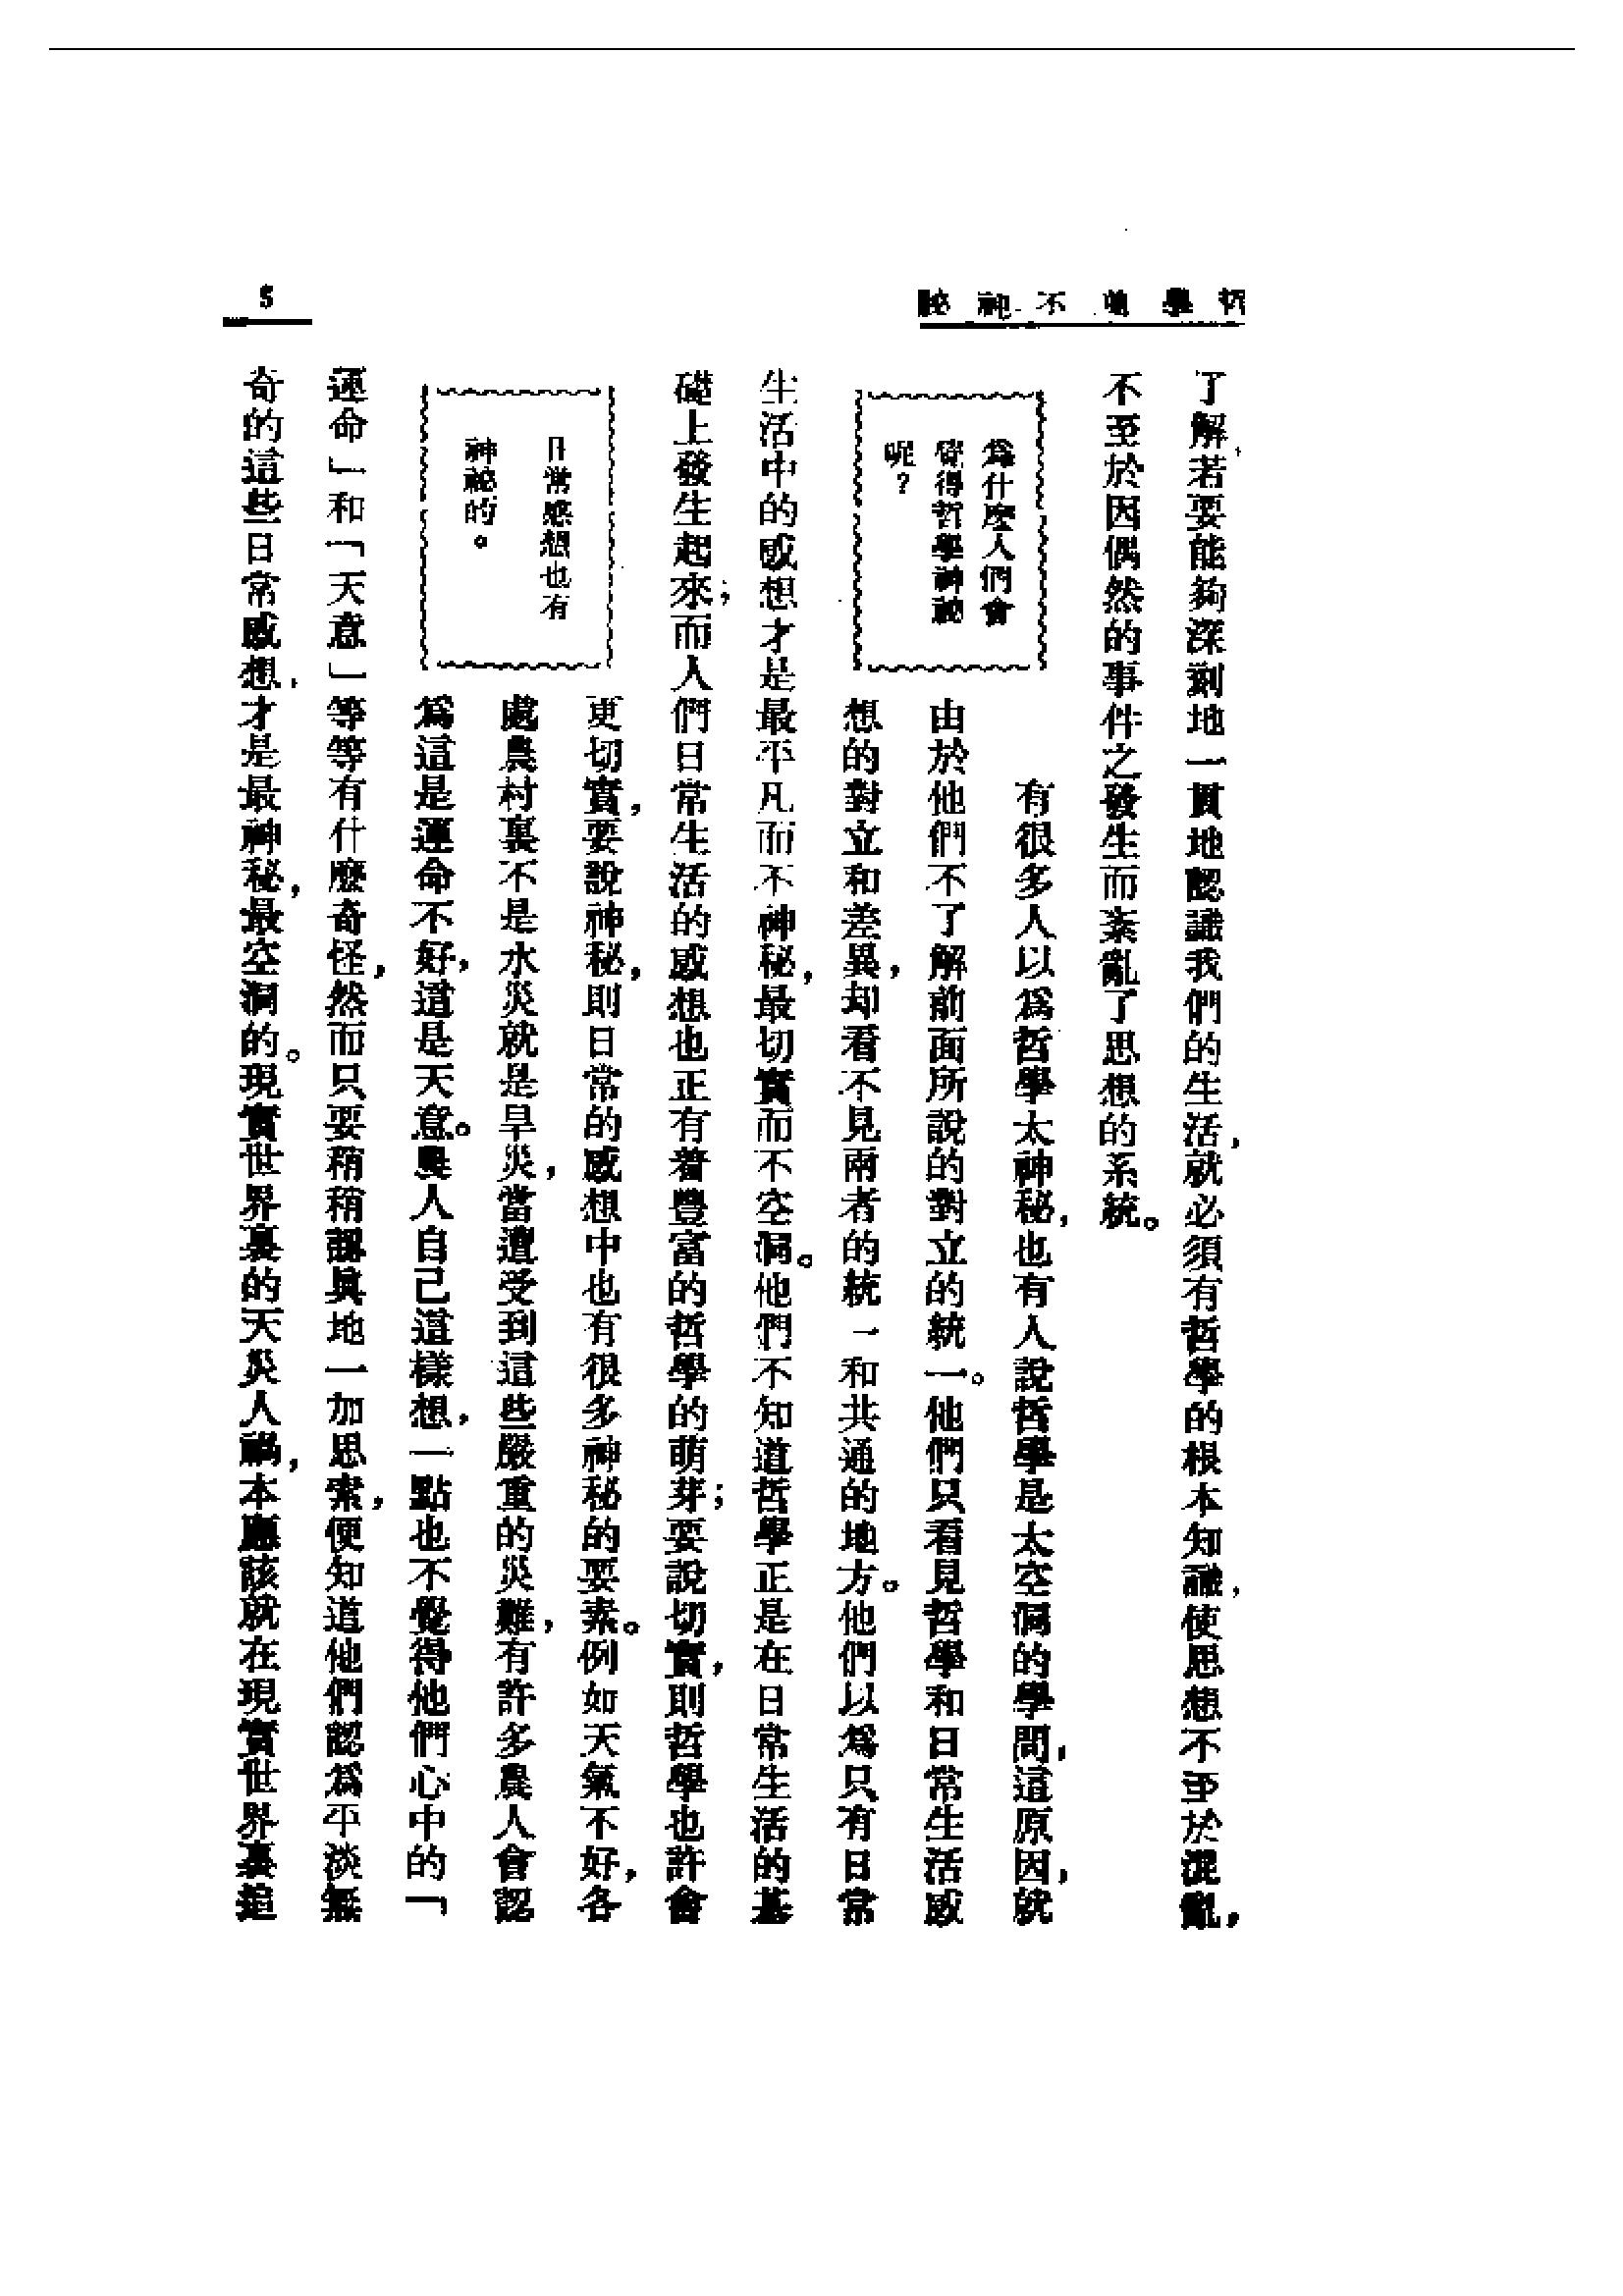 哲學並不神秘
5
了解，若要能夠深刻地一貫地認識我們的生活，就必須有哲學的根本知識，使思想不至於混亂，
不至於因偶然的事件之發生而紊亂了思想的系統。
有很多人以爲哲學太神秘，也有人說哲學是太空洞的學問，這原因，就
爲什麼人們會
覺得哲學神祕
呢？
由於他們不了解前面所說的對立的統一。他們只看見哲學和日常生活感
想的對立和差異，却看不見兩者的統一和共通的地方。他們以爲只有日常
生活中的感想才是最平凡而不神秘，最切實而不空洞。他們不知道哲學正是在日常生活的基
礎上發生起來；而人們日常生活的感想也正有着豐富的哲學的萌芽；要說切實，則哲學也許會
更切實，要說神秘，則日常的感想中也有很多神秘的要素。例如天氣不好，各
日常感想也有
神祕的。
處農村裏不是水災就是旱災，當遭受到這些嚴重的災難，有許多農人會認
爲這是運命不好，這是天意。與人自己這樣想，一點也不覺得他們心中的「
運命」和「天意」等等有什麼奇怪，然而只要稍稍認眞地一加思索，便知道他們認爲平淡無
奇的這些日常感想，才是最神秘，最空洞的。現實世界裏的天災人禍，本應該就在現實世界裏追